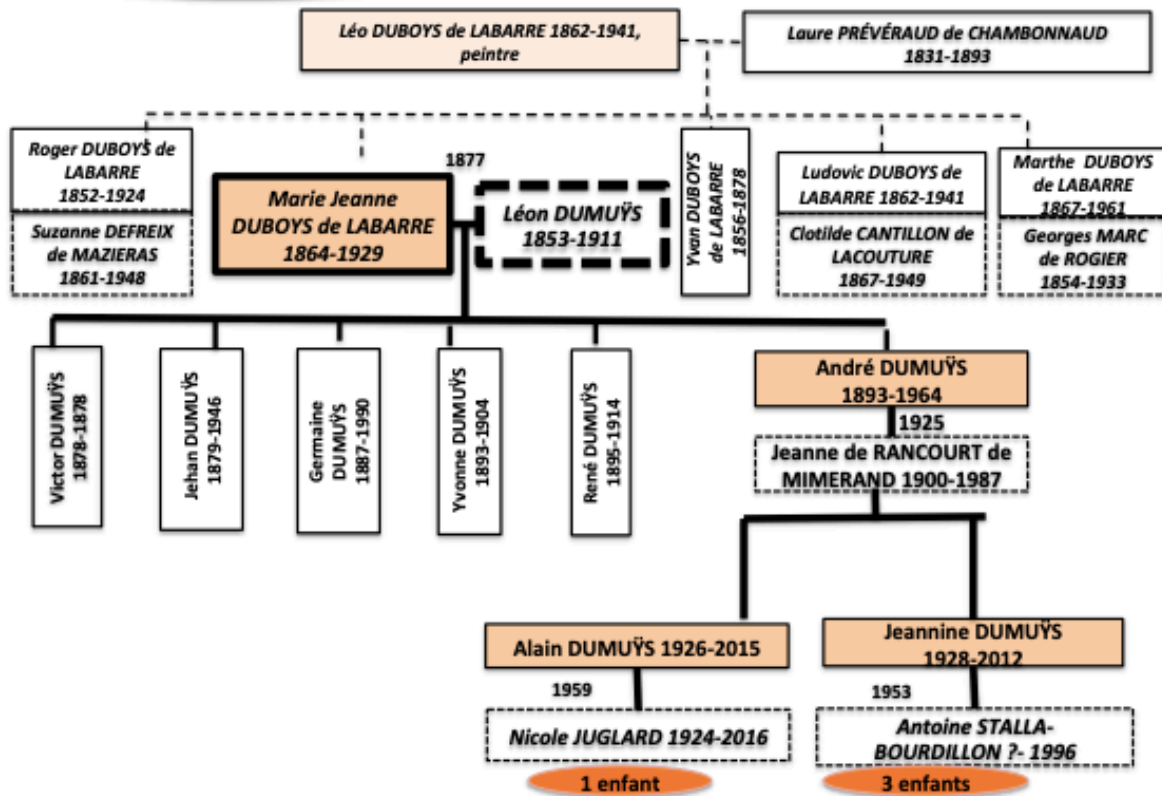 Léo DUBOYS de LABARRE 1862-1941,
peintre
Laure PRÉVÉRAUD de CHAMBONNAUD
1831-1893
Roger DUBOYS de
LABARRE
1852-1924
Suzanne DEFREIX
de MAZIERAS
1861-1948
Marie Jeanne
DUBOYS de LABARRE
1864-1929
1877
Léon DUMUŸS
1853-1911
Yvan DUBOYS
de LABARRE
1856-1878
Ludovic DUBOYS de
LABARRE 1862-1941
Clotilde CANTILLON de
LACOUTURE
1867-1949
Marthe DUBOYS
de LABARRE
1867-1961
Georges MARC
de ROGIER
1854-1933
Victor DUMUŸS
1878-1878
Jehan DUMUŸS
1879-1946
Germaine
DUMUŸS
1887-1990
Yvonne DUMUŸS
1893-1904
René DUMUŸS
1895-1914
André DUMUŸS
1893-1964
1925
Jeanne de RANCOURT de
MIMERAND 1900-1987
Alain DUMUŸS 1926-2015
1959
Nicole JUGLARD 1924-2016
1 enfant
Jeannine DUMUŸS
1928-2012
1953
Antoine STALLA-
BOURDILLON ?- 1996
3 enfants